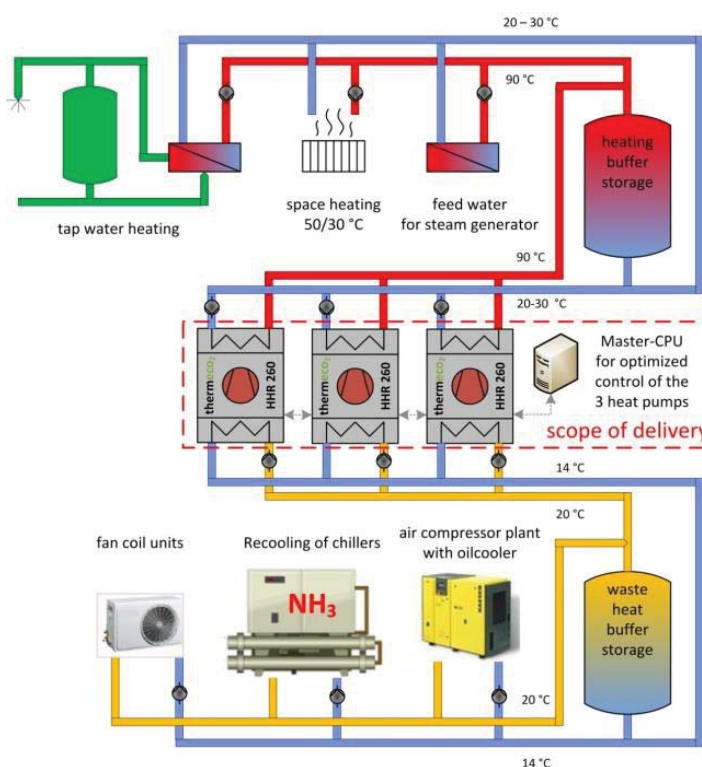 20 – 30 °C
90 °C
heating
buffer
storage
tap water heating
space heating
50/30 °C
feed water
for steam generator
90 °C
20-30 °C
thermeco₂
HHR 260
thermeco₂
HHR 260
thermeco₂
HHR 260
Master-CPU
for optimized
control of the
3 heat pumps
scope of delivery
14 °C
20 °C
fan coil units
Recooling of chillers
air compressor plant
with oilcooler
NH₃
waste
heat
buffer
storage
20 °C
14 °C